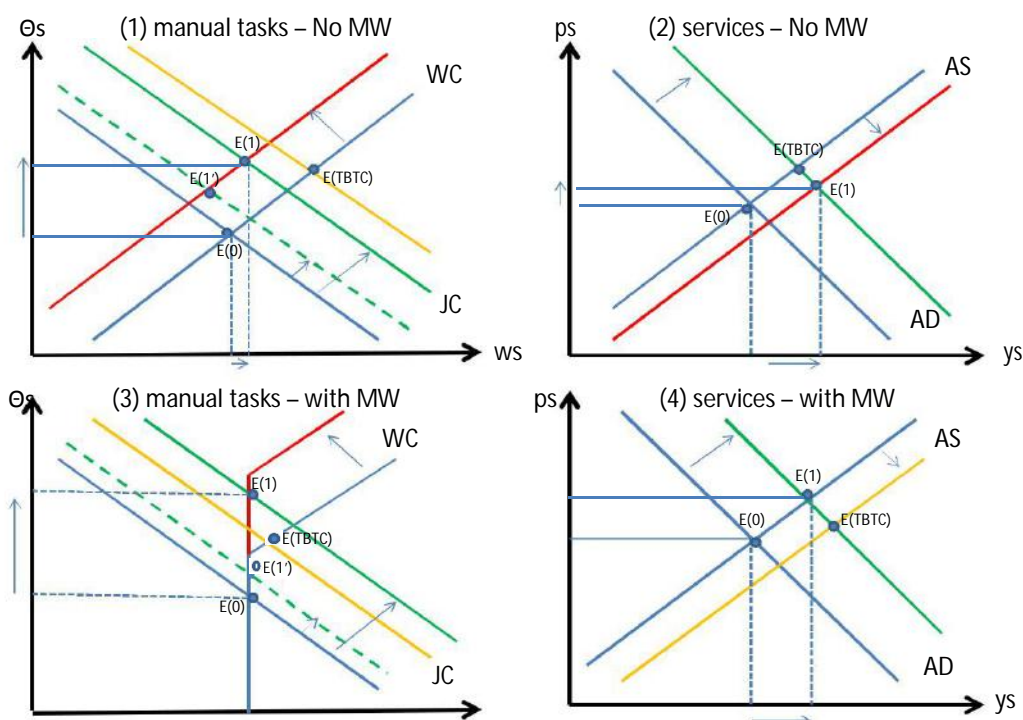 Θs
(1) manual tasks – No MW
WC
E(1)
E(1')
E(TBTC)
E(0)
JC
ws
ps
(2) services – No MW
AS
E(TBTC)
E(1)
E(0)
AD
ys
Θs
(3) manual tasks – with MW
WC
E(1)
E(TBTC)
E(1')
E(0)
JC
ps
(4) services – with MW
AS
E(1)
E(0)
E(TBTC)
AD
ys